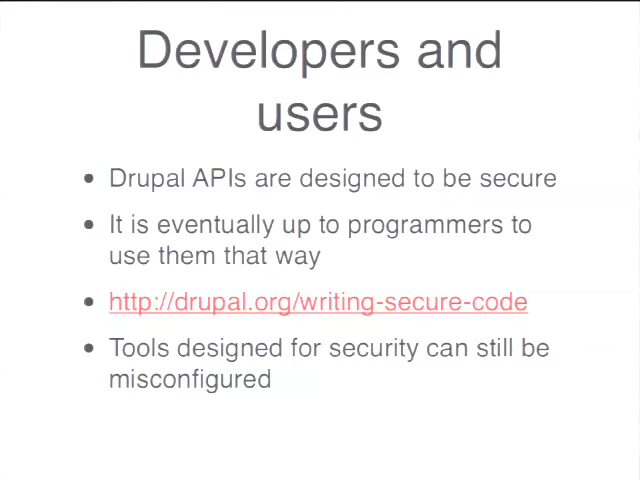 Developers and
users
• Drupal APIs are designed to be secure
• It is eventually up to programmers to
use them that way
• http://drupal.org/writing-secure-code
• Tools designed for security can still be
misconfigured